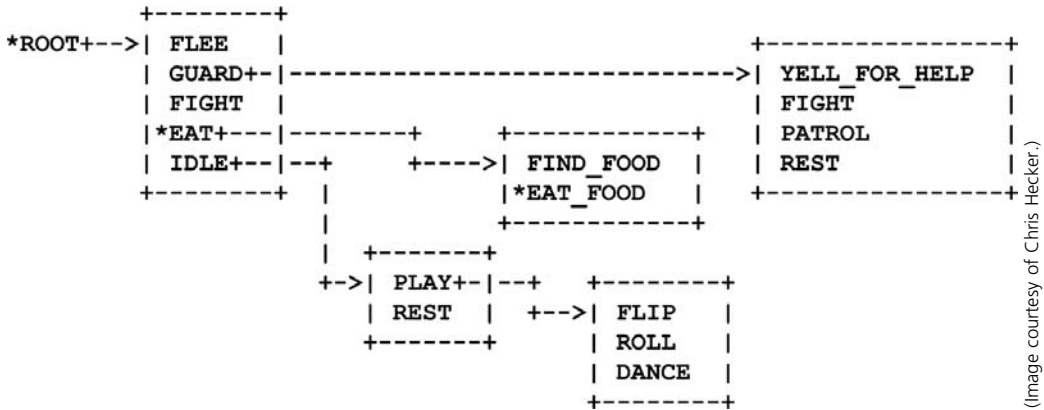 *ROOT+-->| FLEE |
| GUARD+-|-------------------------------->| YELL_FOR_HELP |
| FIGHT | | FIGHT |
|*EAT+---|--------+ +------------+ | PATROL |
| IDLE+--|--+ +---->| FIND_FOOD | | REST |
|*EAT_FOOD |
+->| PLAY+-|--+ +--------+
| REST | +-->| FLIP |
| ROLL |
| DANCE |
(Image courtesy of Chris Hecker.)